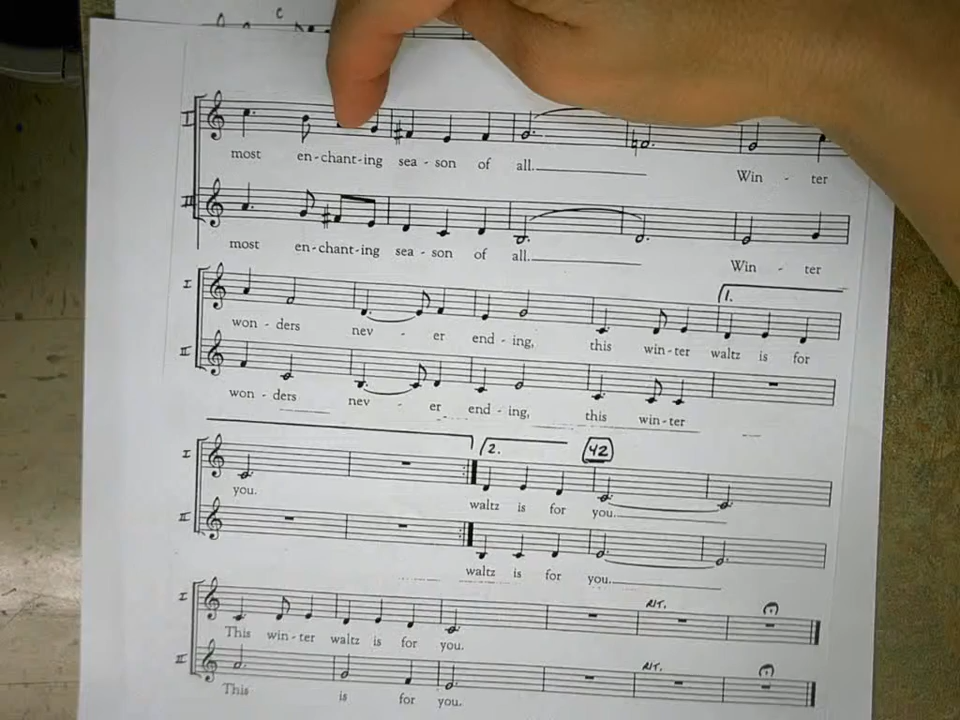 C
I
most en-chant-ing sea - son of all. Win - ter
II
most en-chant-ing sea - son of all. Win - ter
1.
I
won - ders nev - er end - ing, this win - ter waltz is for
II
won - ders nev - er end - ing, this win - ter
2. 42
I
you. waltz is for you.
II
waltz is for you.
RIT.
I
This win - ter waltz is for you.
RIT.
II
This is for you.